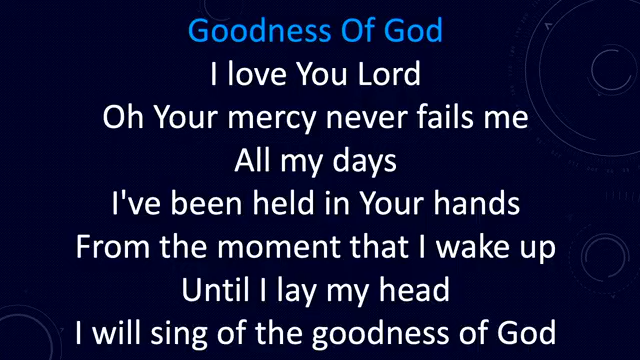 Goodness Of God
I love You Lord
Oh Your mercy never fails me
All my days
I've been held in Your hands
From the moment that I wake up
Until I lay my head
I will sing of the goodness of God